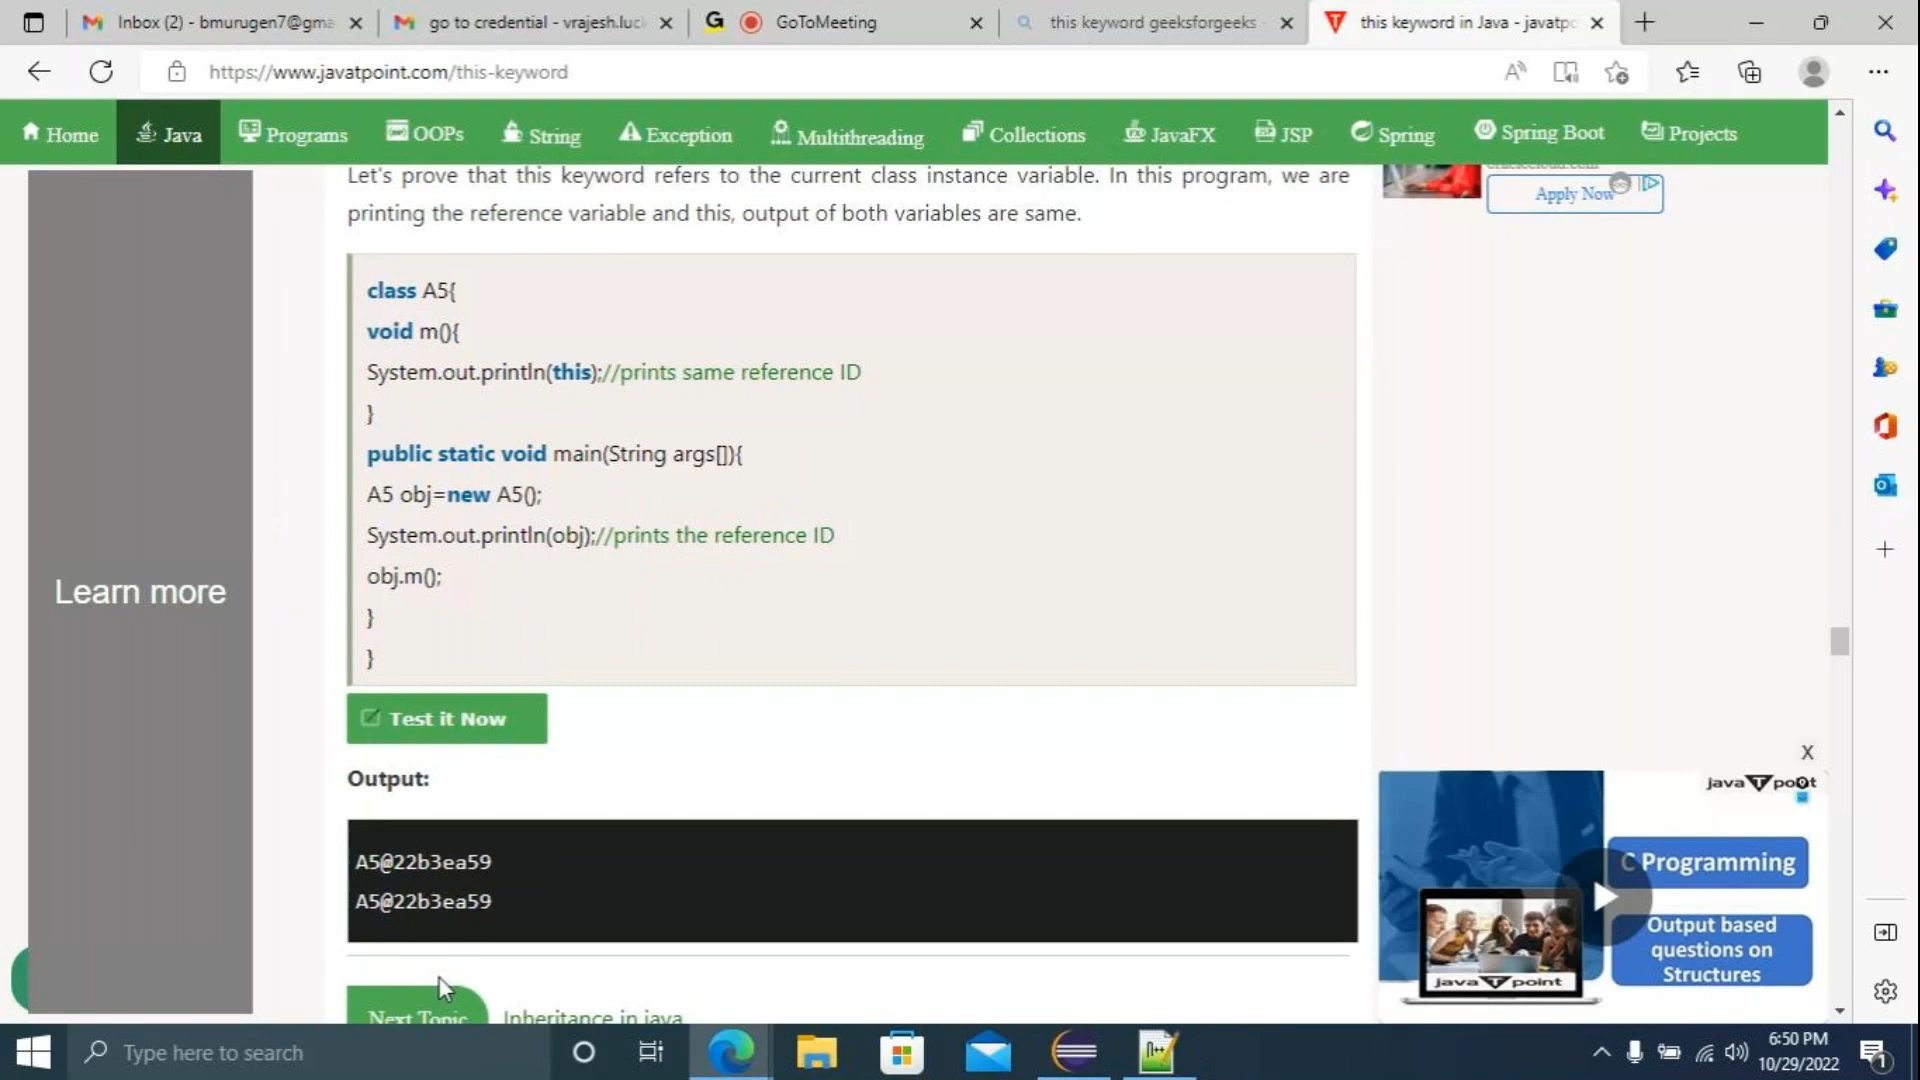 Inbox (2) - bmurugen7@gma
go to credential - vrajesh.luc
G
GoToMeeting
this keyword geeksforgeeks
this keyword in Java - javatpo
https://www.javatpoint.com/this-keyword
Home
Java
Programs
OOPs
String
Exception
Multithreading
Collections
JavaFX
JSP
Spring
Spring Boot
Projects
Let's prove that this keyword refers to the current class instance variable. In this program, we are
printing the reference variable and this, output of both variables are same.
Apply Now
class A5{
void m(){
System.out.println(this);//prints same reference ID
}
public static void main(String args[]){
A5 obj=new A5();
System.out.println(obj);//prints the reference ID
obj.m();
}
}
Learn more
Test it Now
Output:
A5@22b3ea59
A5@22b3ea59
Next Topic
Inheritance in java
X
java T point
C Programming
Output based
questions on
Structures
java T point
Type here to search
6:50 PM
10/29/2022
1